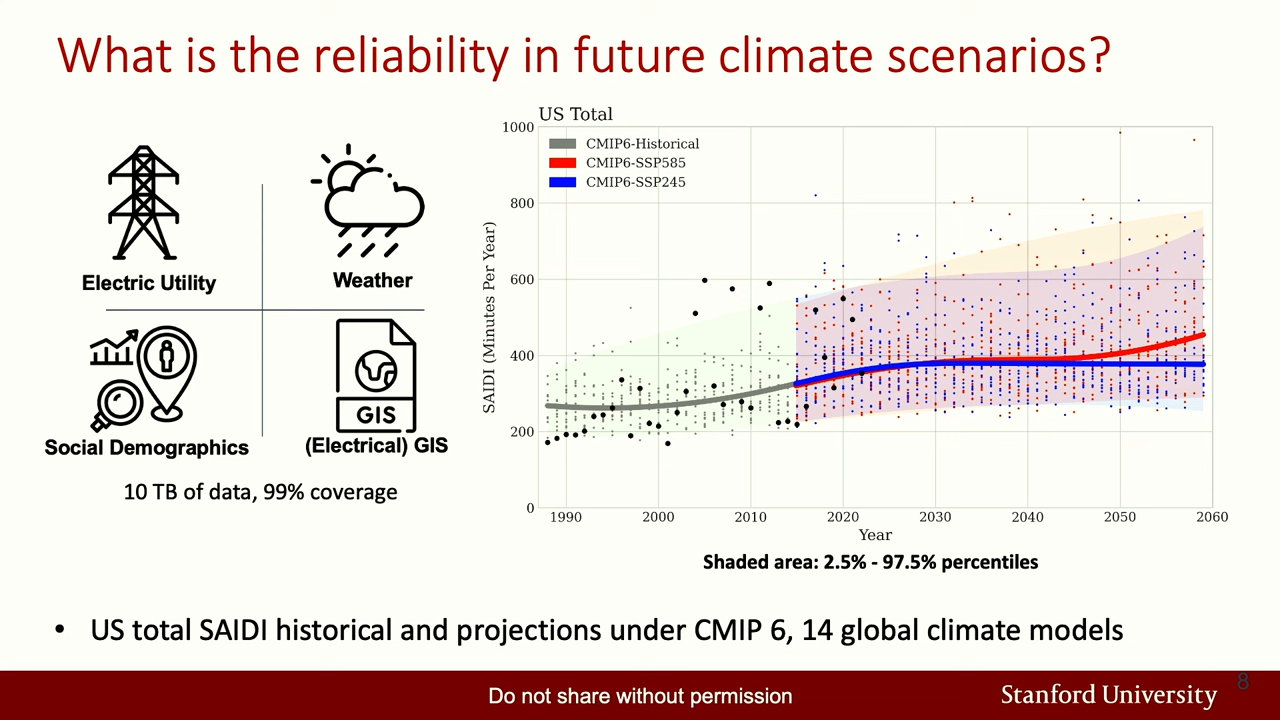 What is the reliability in future climate scenarios?
Electric Utility
Weather
Social Demographics
GIS
(Electrical) GIS
10 TB of data, 99% coverage
US Total
CMIP6-Historical
CMIP6-SSP585
CMIP6-SSP245
SAIDI (Minutes Per Year)
1000
800
600
400
200
0
1990 2000 2010 2020 2030 2040 2050 2060
Year
Shaded area: 2.5% - 97.5% percentiles
• US total SAIDI historical and projections under CMIP 6, 14 global climate models
Do not share without permission
Stanford University
8